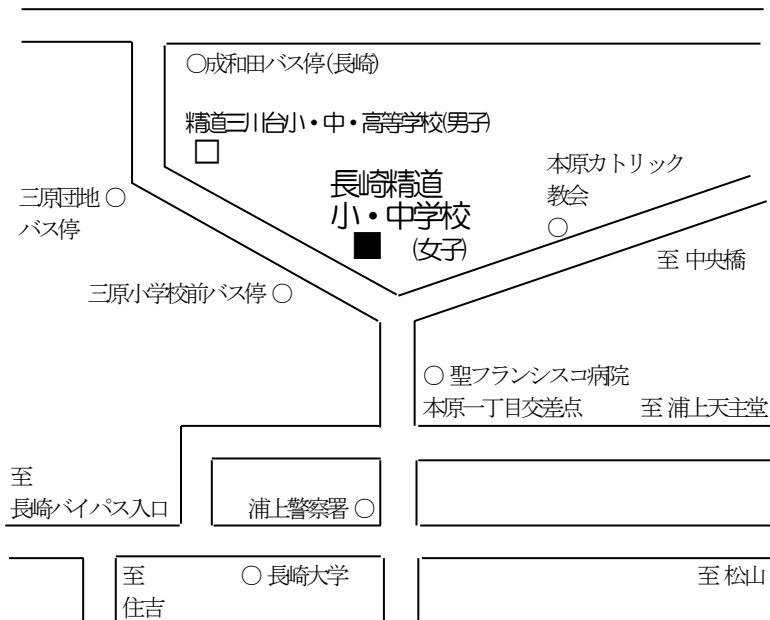 ○成和田バス停(長崎)
精道三川台小・中・高等学校(男子)
本原カトリック
教会
長崎精道
小・中学校
(女子)
三原団地○
バス停
至 中央橋
三原小学校前バス停○
○ 聖フランシスコ病院
本原一丁目交差点
至 浦上天主堂
至
長崎バイパス入口
浦上警察署○
至
住吉
○ 長崎大学
至 松山